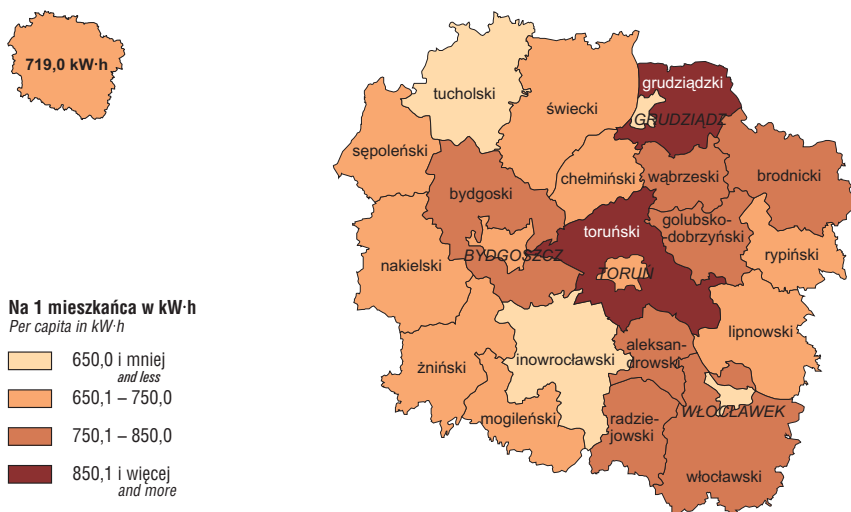 719,0 kW·h
Na 1 mieszkańca w kW·h
Per capita in kW·h
650,0 i mniej
and less
650,1 – 750,0
750,1 – 850,0
850,1 i więcej
and more
tucholski
świecki
grudziądzki
GRUDZIĄDZ
sępoleński
bydgoski
chełmiński
wąbrzeski
brodnicki
golubsko-
dobrzyński
toruński
nakielski
BYDGOSZCZ
TORUŃ
rypiński
lipnowski
żniński
inowrocławski
aleksan-
drowski
mogileński
radzie-
jowski
WŁOCŁAWEK
włocławski